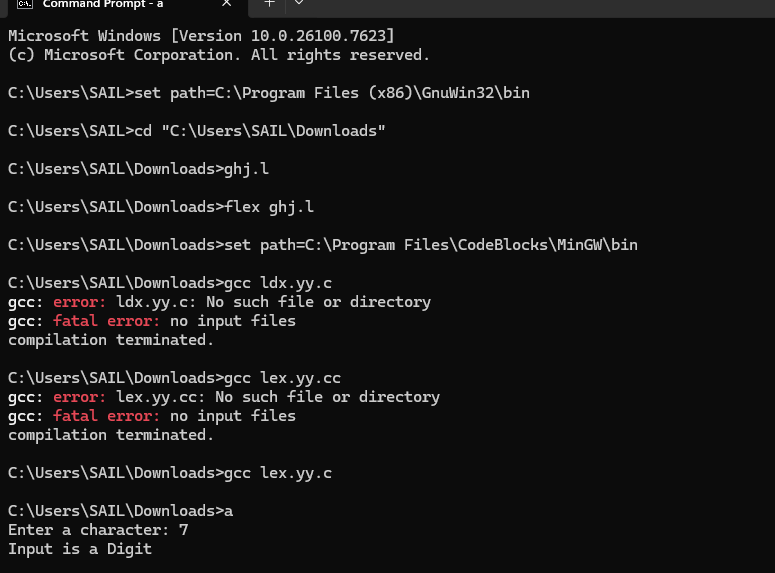 Command Prompt - a
Microsoft Windows [Version 10.0.26100.7623]
(c) Microsoft Corporation. All rights reserved.
C:\Users\SAIL>set path=C:\Program Files (x86)\GnuWin32\bin
C:\Users\SAIL>cd "C:\Users\SAIL\Downloads"
C:\Users\SAIL\Downloads>ghj.l
C:\Users\SAIL\Downloads>flex ghj.l
C:\Users\SAIL\Downloads>set path=C:\Program Files\CodeBlocks\MinGW\bin
C:\Users\SAIL\Downloads>gcc ldx.yy.c
gcc: error: ldx.yy.c: No such file or directory
gcc: fatal error: no input files
compilation terminated.
C:\Users\SAIL\Downloads>gcc lex.yy.cc
gcc: error: lex.yy.cc: No such file or directory
gcc: fatal error: no input files
compilation terminated.
C:\Users\SAIL\Downloads>gcc lex.yy.c
C:\Users\SAIL\Downloads>a
Enter a character: 7
Input is a Digit